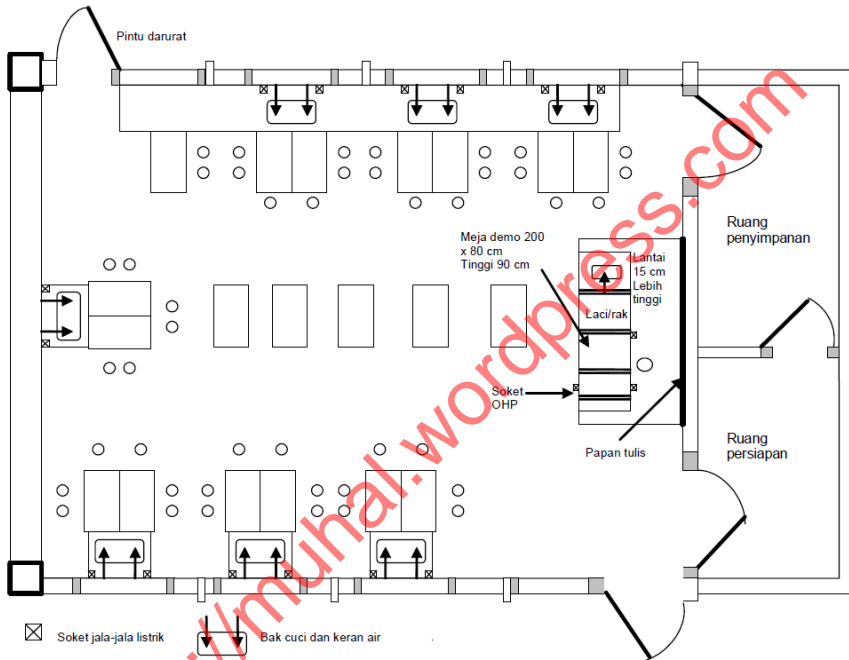 Pintu darurat
Meja demo 200
x 80 cm
Tinggi 90 cm
Lantai
15 cm
Lebih
tinggi
Laci/rak
Soket
OHP
Papan tulis
Ruang
penyimpanan
Ruang
persiapan
Soket jala-jala listrik
Bak cuci dan keran air
://muhal.wordpress.com